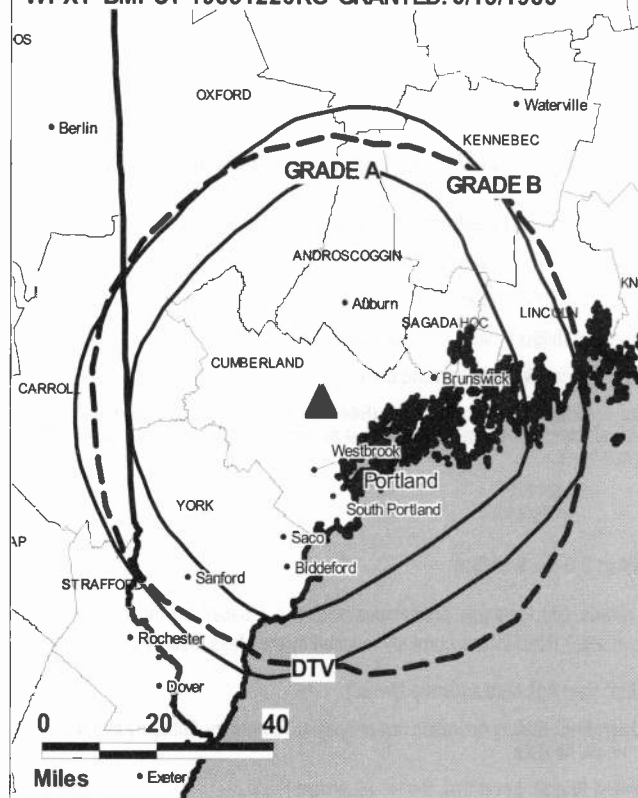 OXFORD
Waterville
Berlin
KENNEBEC
GRADE A
GRADE B
ANDROSCOGGIN
Auburn
SAGADAHOC
LINCOLN
KN
CUMBERLAND
CARROLL
Brunswick
Westbrook
Portland
South Portland
YORK
Saco
Biddeford
Sanford
STRAFFORD
Rochester
DTV
Dover
0 20 40
Miles
Exeter